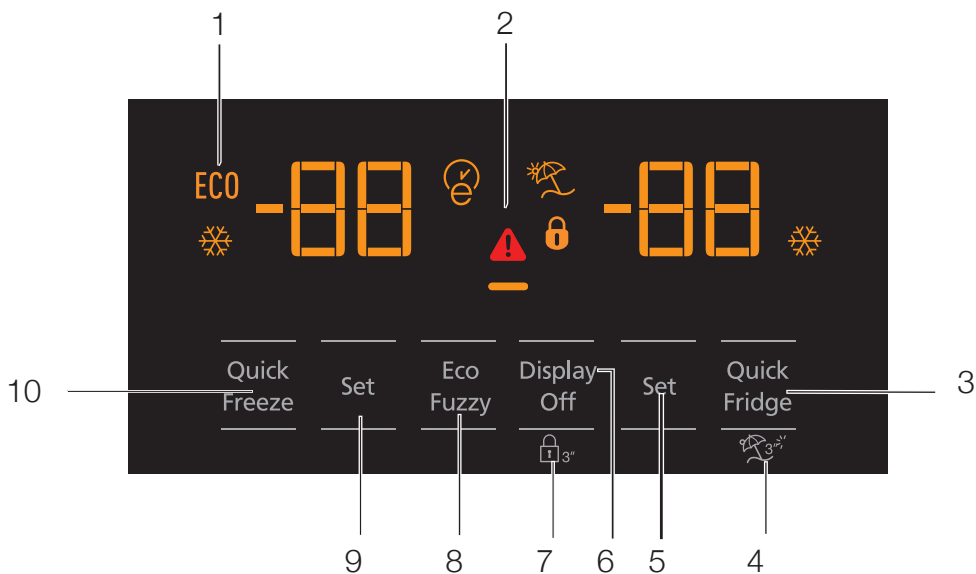 1
2
ECO
-88
e
-88
Quick
Freeze
Set
Eco
Fuzzy
Display
Off
Set
Quick
Fridge
3"
3"
10
3
9
8
7
6
5
4